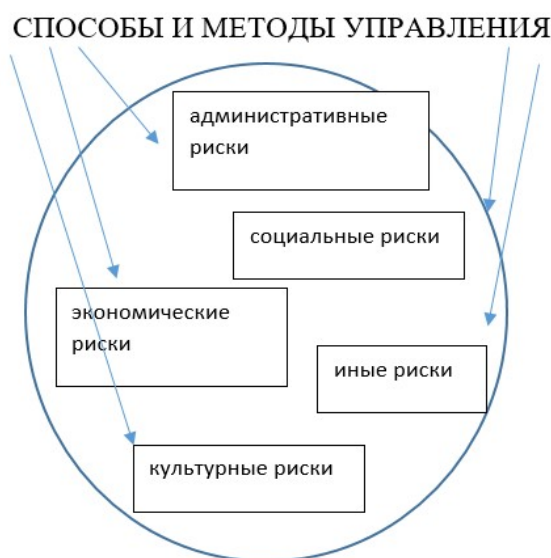 СПОСОБЫ И МЕТОДЫ УПРАВЛЕНИЯ
административные
риски
социальные риски
экономические
риски
иные риски
культурные риски